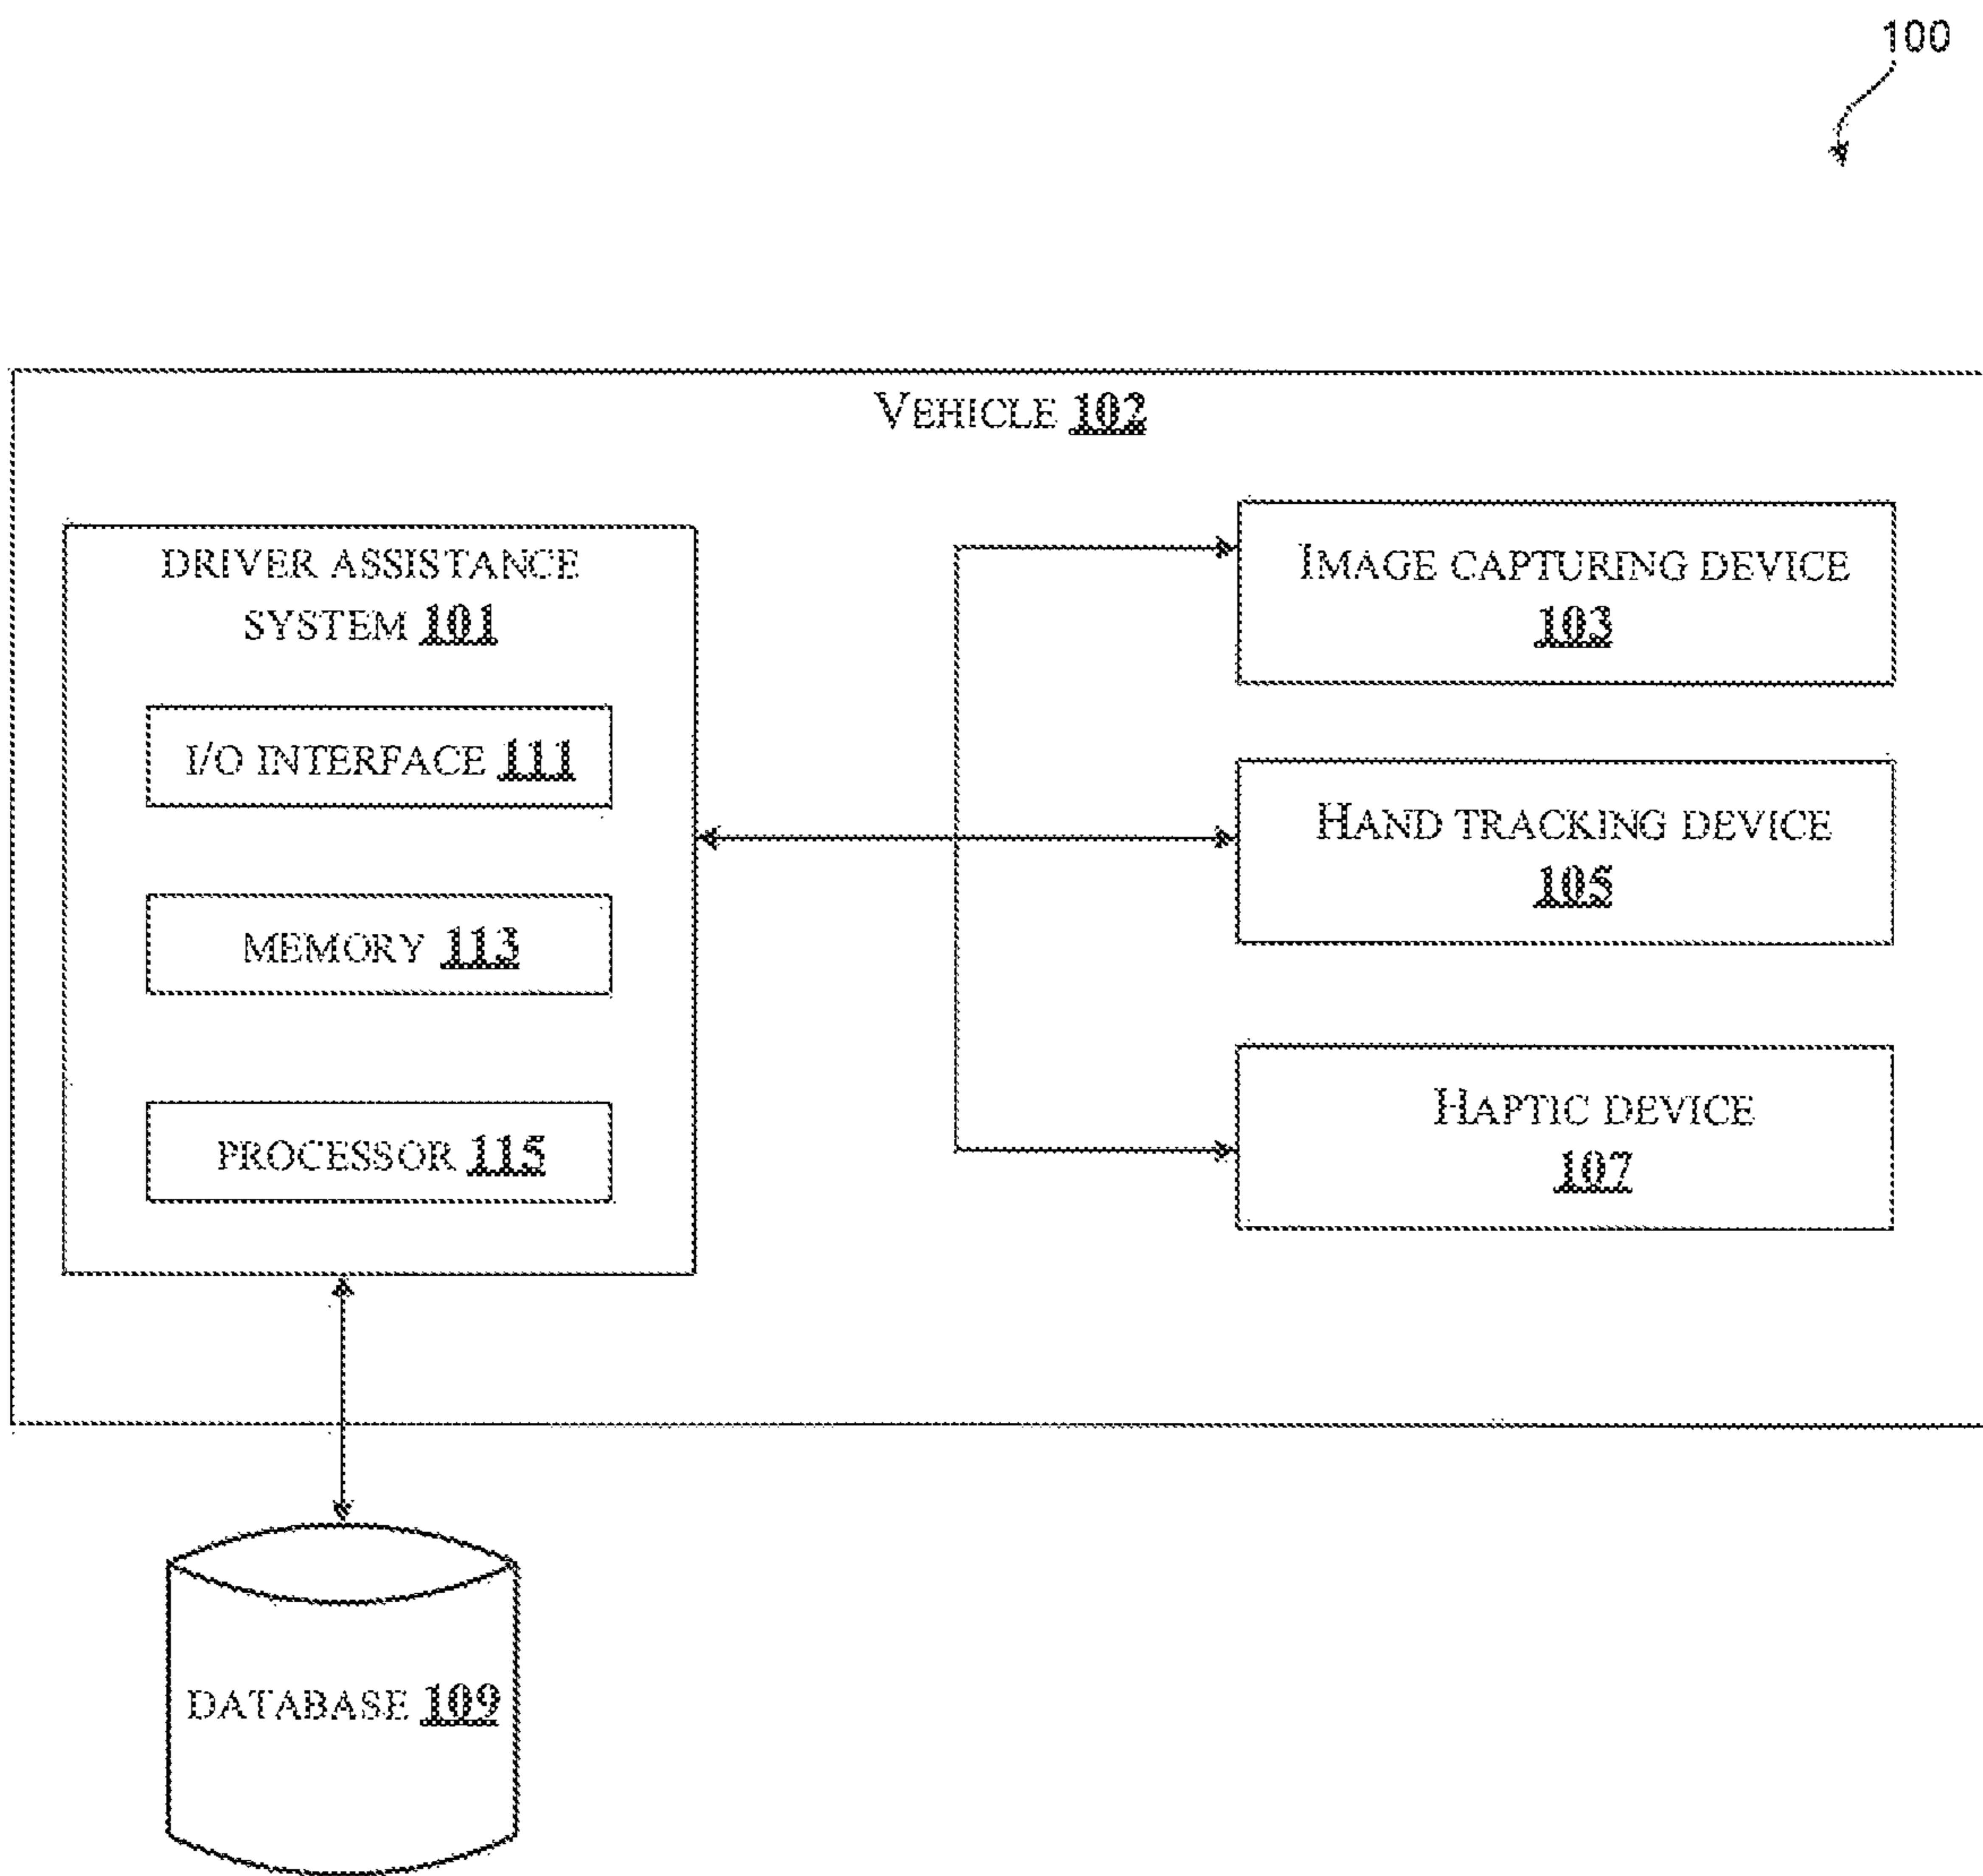 100
VEHICLE 102
DRIVER ASSISTANCE
SYSTEM 101
I/O INTERFACE 111
MEMORY 113
PROCESSOR 115
IMAGE CAPTURING DEVICE
103
HAND TRACKING DEVICE
105
HAPTIC DEVICE
107
DATABASE 109